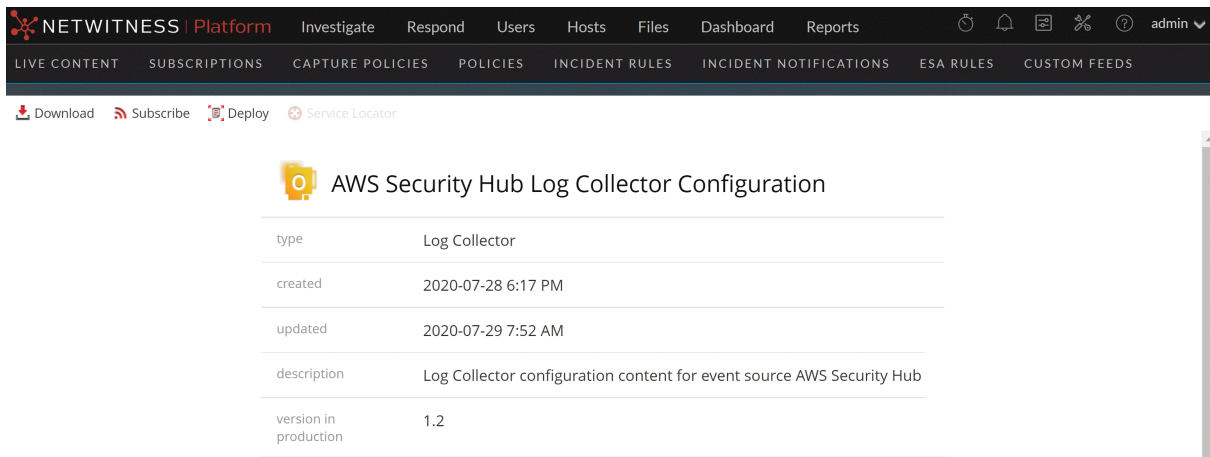 NETWITNESS | Platform Investigate Respond Users Hosts Files Dashboard Reports admin
LIVE CONTENT SUBSCRIPTIONS CAPTURE POLICIES POLICIES INCIDENT RULES INCIDENT NOTIFICATIONS ESA RULES CUSTOM FEEDS
Download Subscribe Deploy Service Locator
AWS Security Hub Log Collector Configuration
type Log Collector
created 2020-07-28 6:17 PM
updated 2020-07-29 7:52 AM
description Log Collector configuration content for event source AWS Security Hub
version in production 1.2